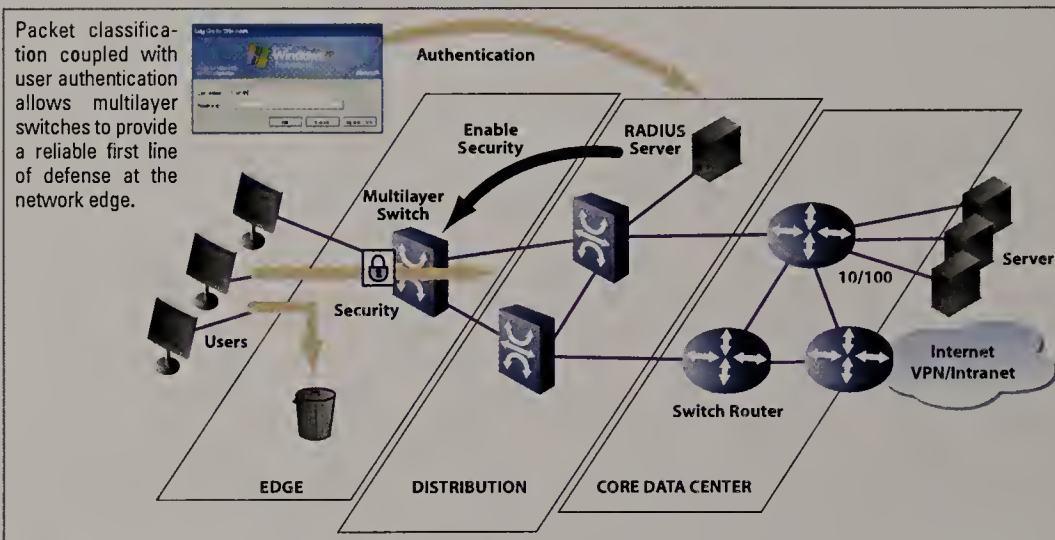 Packet classifica-
tion coupled with
user authentication
allows multilayer
switches to provide
a reliable first line
of defense at the
network edge.
Windows
Authentication
Enable
Security
RADIUS
Server
Multilayer
Switch
Security
Users
10/100
Server
Internet
VPN/Intranet
Switch Router
EDGE
DISTRIBUTION
CORE DATA CENTER